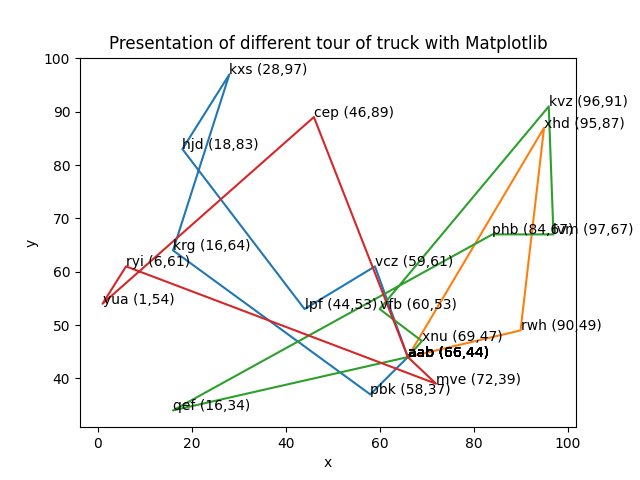 Presentation of different tour of truck with Matplotlib
100
kxs (28,97)
kvz (96,91)
90
cep (46,89)
xhd (95,87)
hjd (18,83)
80
70
phb (84,67)
(97,67)
krg (16,64)
y
60
ryi (6,61)
vcz (59,61)
yua (1,54)
lpf (44,53)
vfb (60,53)
50
rwh (90,49)
xnu (69,47)
aab (66,44)
40
mve (72,39)
pbk (58,37)
qef (16,34)
0
20
40
60
80
100
x